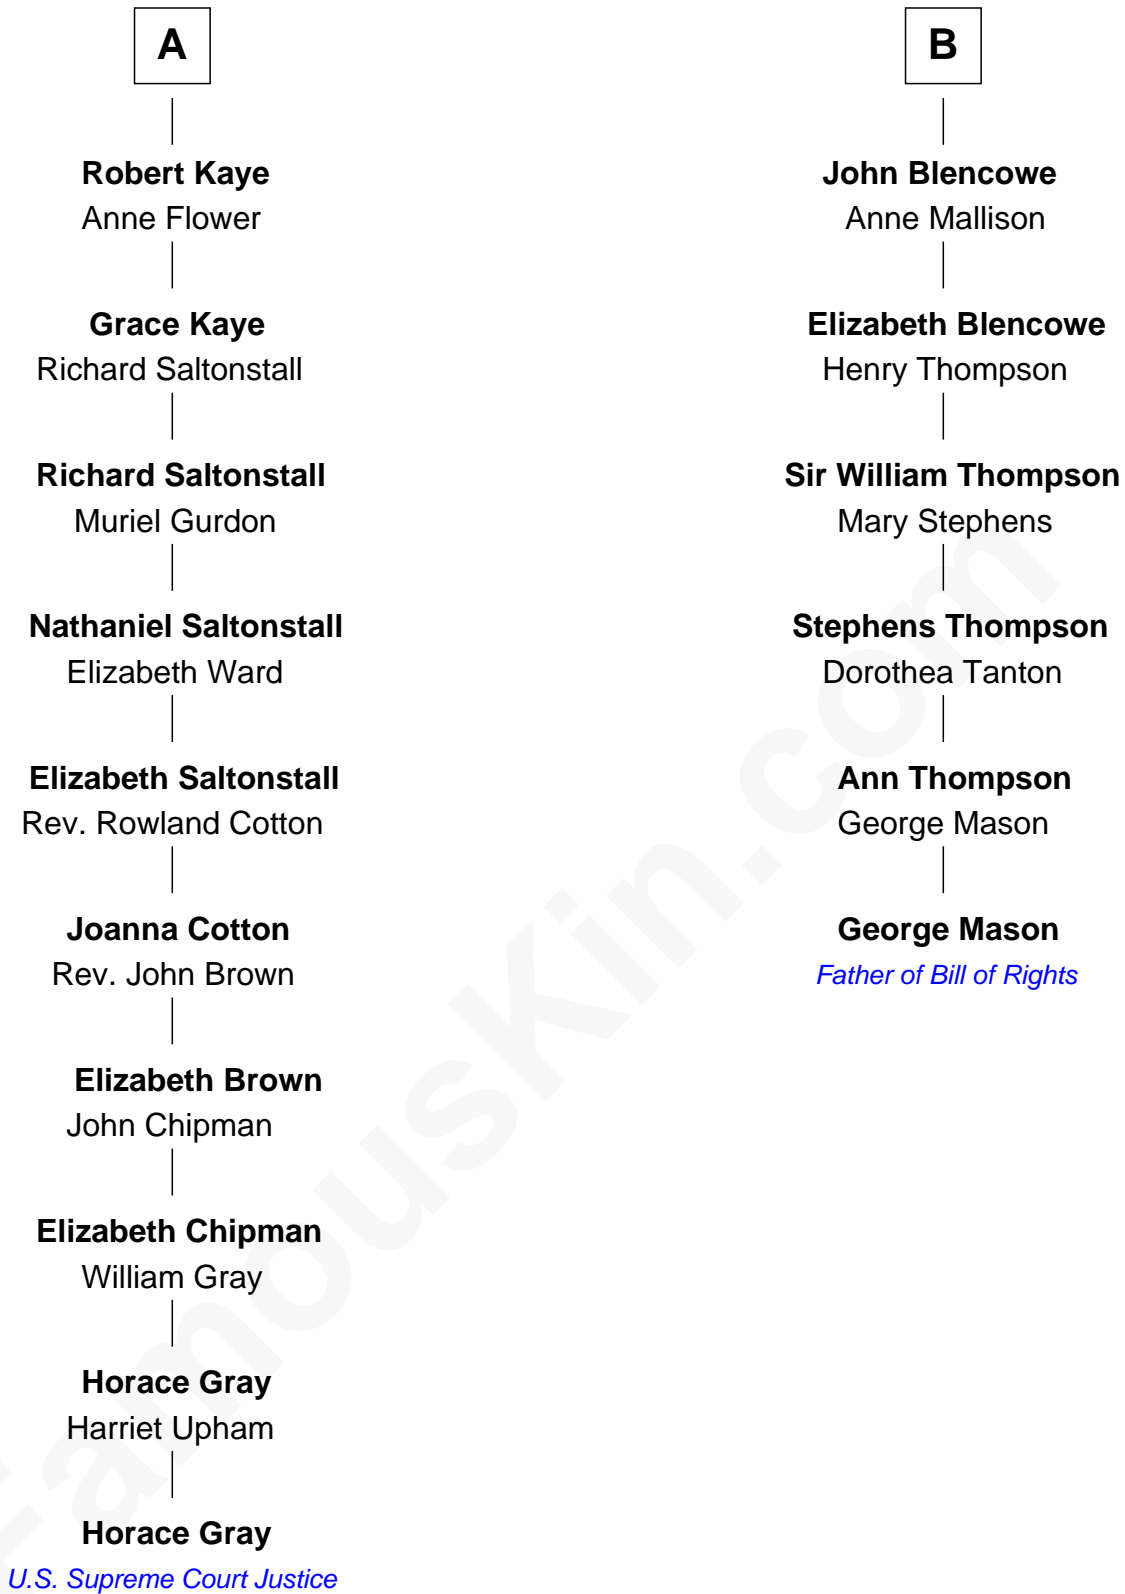 A
Robert Kaye
Anne Flower
Grace Kaye
Richard Saltonstall
Richard Saltonstall
Muriel Gurdon
Nathaniel Saltonstall
Elizabeth Ward
Elizabeth Saltonstall
Rev. Rowland Cotton
Joanna Cotton
Rev. John Brown
Elizabeth Brown
John Chipman
Elizabeth Chipman
William Gray
Horace Gray
Harriet Upham
Horace Gray
U.S. Supreme Court Justice
B
John Blencowe
Anne Mallison
Elizabeth Blencowe
Henry Thompson
Sir William Thompson
Mary Stephens
Stephens Thompson
Dorothea Tanton
Ann Thompson
George Mason
George Mason
Father of Bill of Rights
FamousKin.com